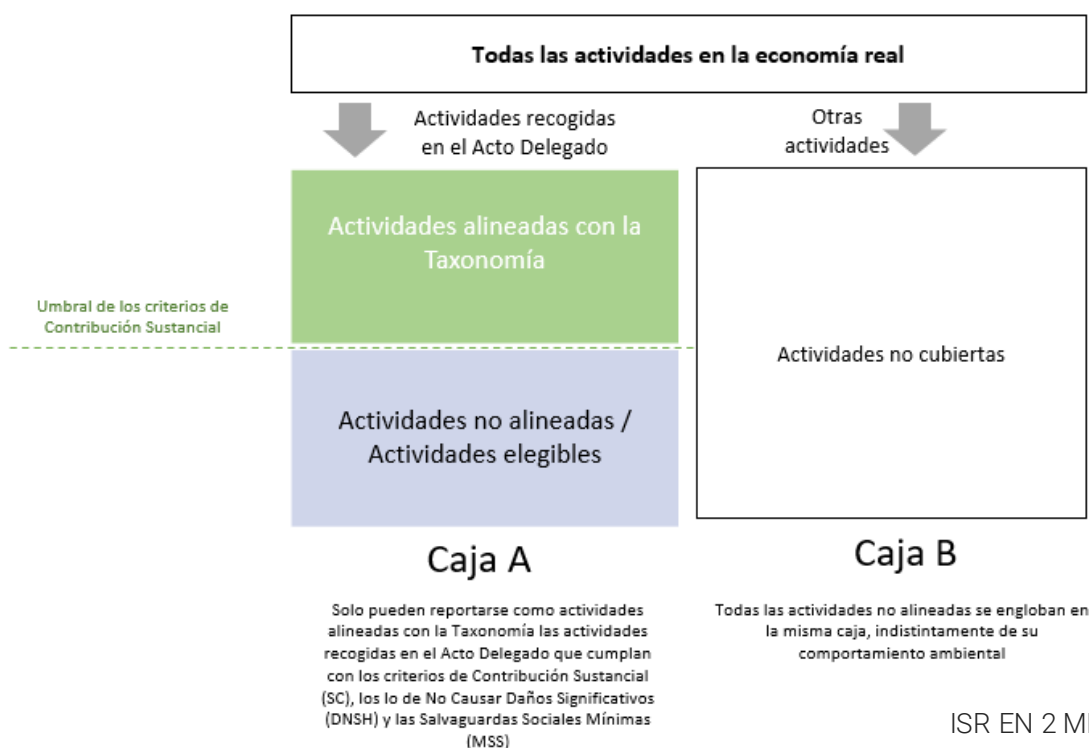 Todas las actividades en la economía real
Actividades recogidas
en el Acto Delegado
Otras
actividades
Actividades alineadas con la
Taxonomía
Umbral de los criterios de
Contribución Sustancial
Actividades no alineadas /
Actividades elegibles
Actividades no cubiertas
Caja A
Solo pueden reportarse como actividades
alineadas con la Taxonomía las actividades
recogidas en el Acto Delegado que cumplan
con los criterios de Contribución Sustancial
(SC), los lo de No Causar Daños Significativos
(DNSH) y las Salvaguardas Sociales Mínimas
(MSS)
Caja B
Todas las actividades no alineadas se engloban en
la misma caja, indistintamente de su
comportamiento ambiental
ISR EN 2